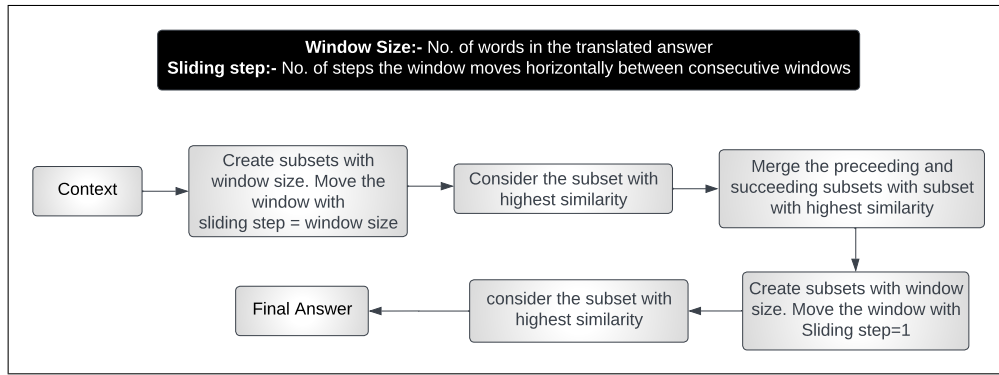 Window Size:- No. of words in the translated answer
Sliding step:- No. of steps the window moves horizontally between consecutive windows
Context
Create subsets with
window size. Move the
window with
sliding step = window size
Consider the subset with
highest similarity
Merge the preceeding and
succeeding subsets with subset
with highest similarity
Create subsets with window
size. Move the window with
Sliding step=1
consider the subset with
highest similarity
Final Answer